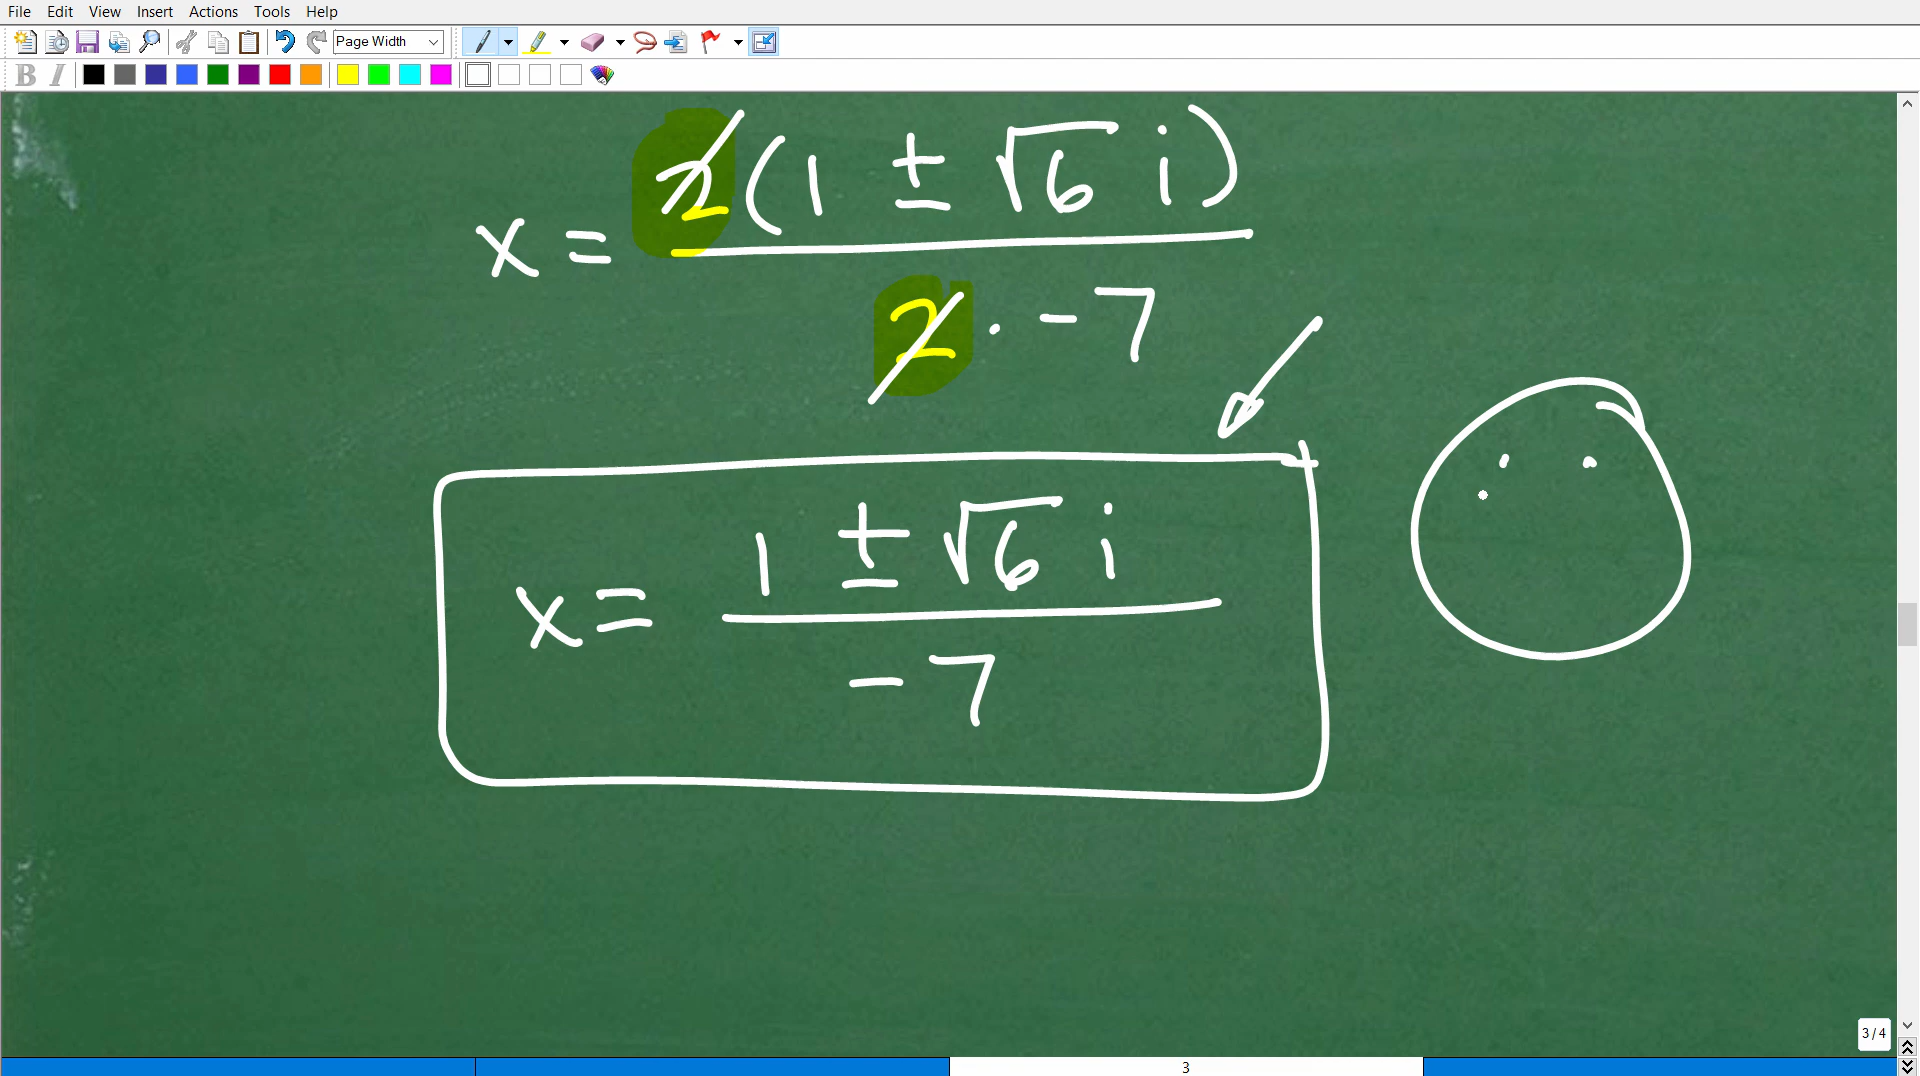 File Edit View Insert Actions Tools Help
Page Width
B I
x = 2(1 ± √6 i)
2 · -7
x = 1 ± √6 i
-7
3 / 4
3